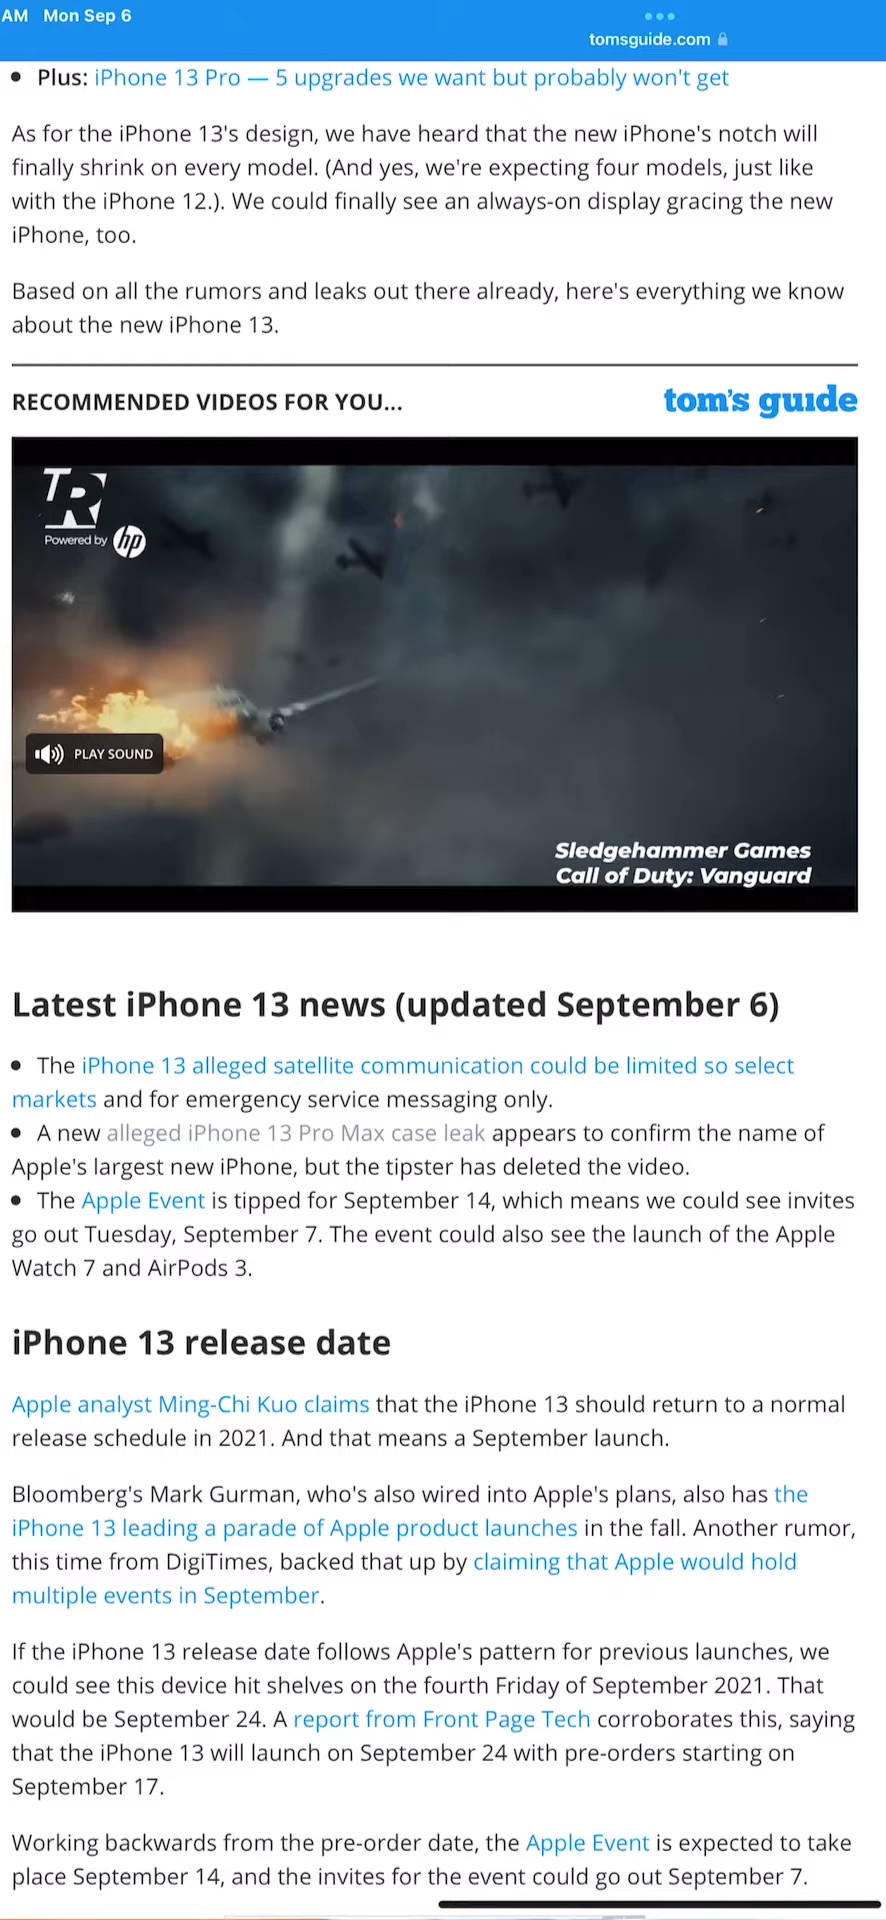 AM Mon Sep 6
tomsguide.com
• Plus: iPhone 13 Pro — 5 upgrades we want but probably won't get
As for the iPhone 13's design, we have heard that the new iPhone's notch will
finally shrink on every model. (And yes, we're expecting four models, just like
with the iPhone 12.). We could finally see an always-on display gracing the new
iPhone, too.
Based on all the rumors and leaks out there already, here's everything we know
about the new iPhone 13.
RECOMMENDED VIDEOS FOR YOU...
tom's guide
TR
Powered by hp
PLAY SOUND
Sledgehammer Games
Call of Duty: Vanguard
Latest iPhone 13 news (updated September 6)
• The iPhone 13 alleged satellite communication could be limited so select
markets and for emergency service messaging only.
• A new alleged iPhone 13 Pro Max case leak appears to confirm the name of
Apple's largest new iPhone, but the tipster has deleted the video.
• The Apple Event is tipped for September 14, which means we could see invites
go out Tuesday, September 7. The event could also see the launch of the Apple
Watch 7 and AirPods 3.
iPhone 13 release date
Apple analyst Ming-Chi Kuo claims that the iPhone 13 should return to a normal
release schedule in 2021. And that means a September launch.
Bloomberg's Mark Gurman, who's also wired into Apple's plans, also has the
iPhone 13 leading a parade of Apple product launches in the fall. Another rumor,
this time from DigiTimes, backed that up by claiming that Apple would hold
multiple events in September.
If the iPhone 13 release date follows Apple's pattern for previous launches, we
could see this device hit shelves on the fourth Friday of September 2021. That
would be September 24. A report from Front Page Tech corroborates this, saying
that the iPhone 13 will launch on September 24 with pre-orders starting on
September 17.
Working backwards from the pre-order date, the Apple Event is expected to take
place September 14, and the invites for the event could go out September 7.